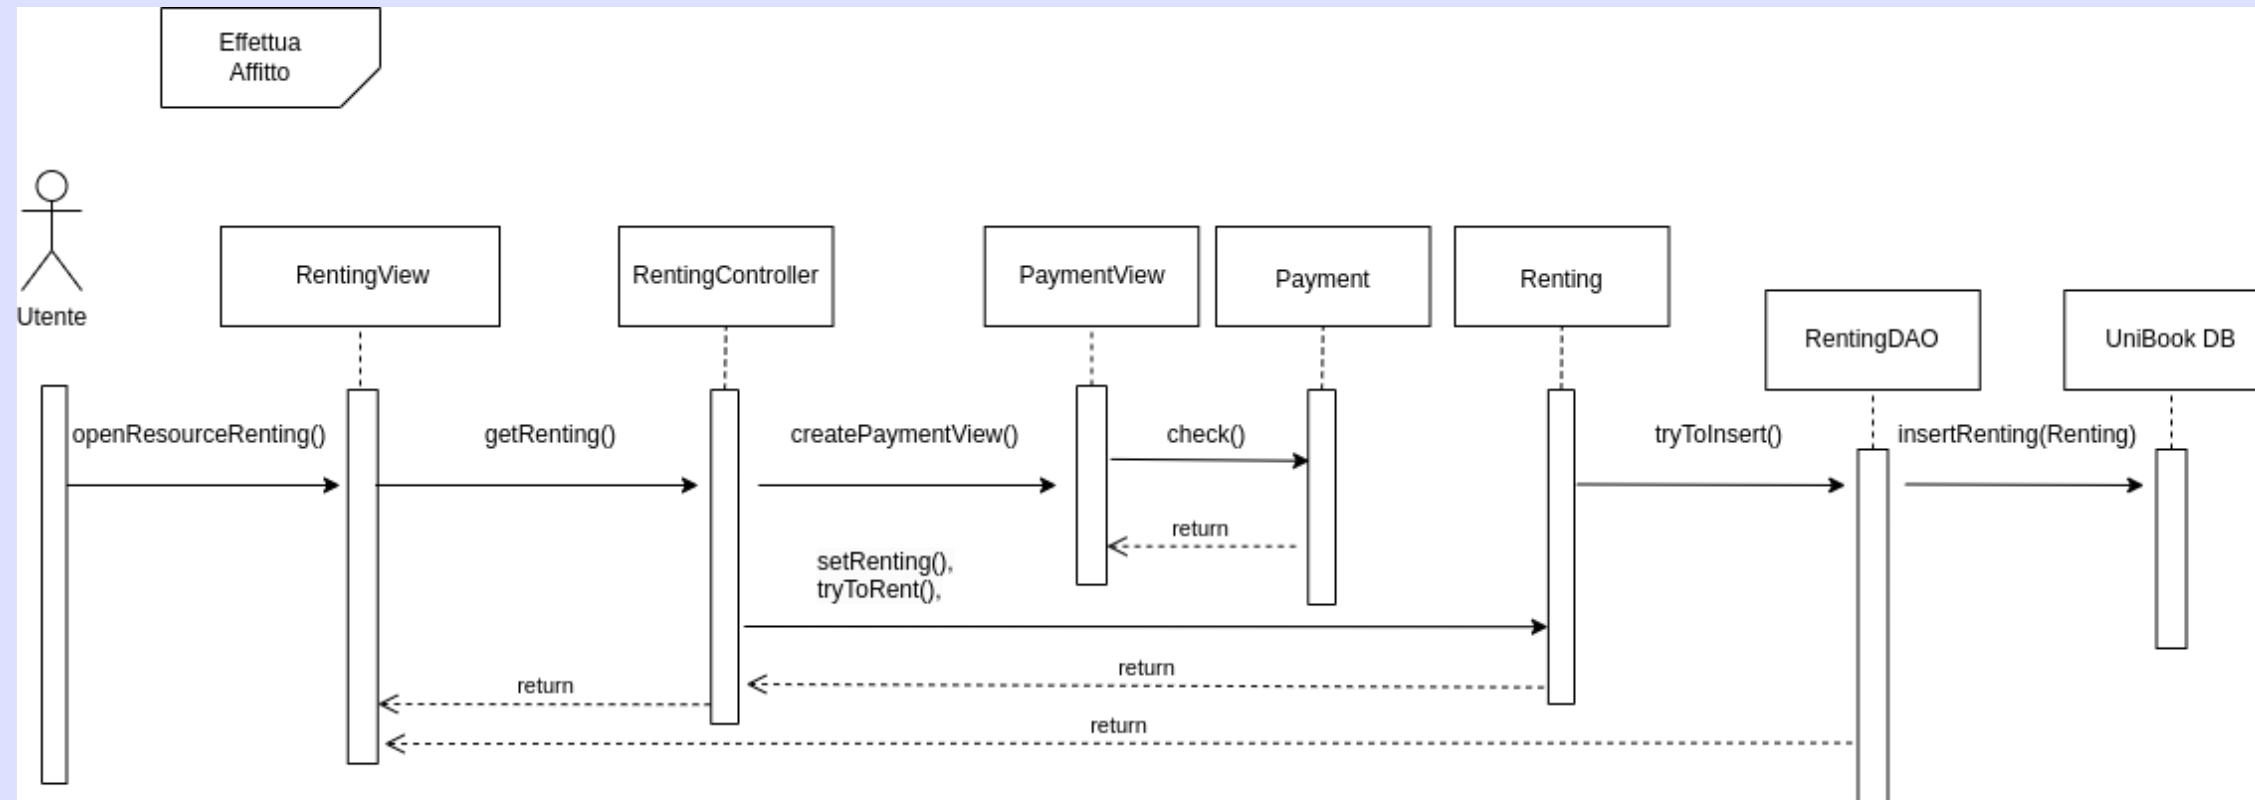 Effettua
Affitto
Utente
RentingView
RentingController
PaymentView
Payment
Renting
RentingDAO
UniBook DB
openResourceRenting()
getRenting()
createPaymentView()
check()
tryToInsert()
insertRenting(Renting)
return
setRenting(),
tryToRent(),
return
return
return